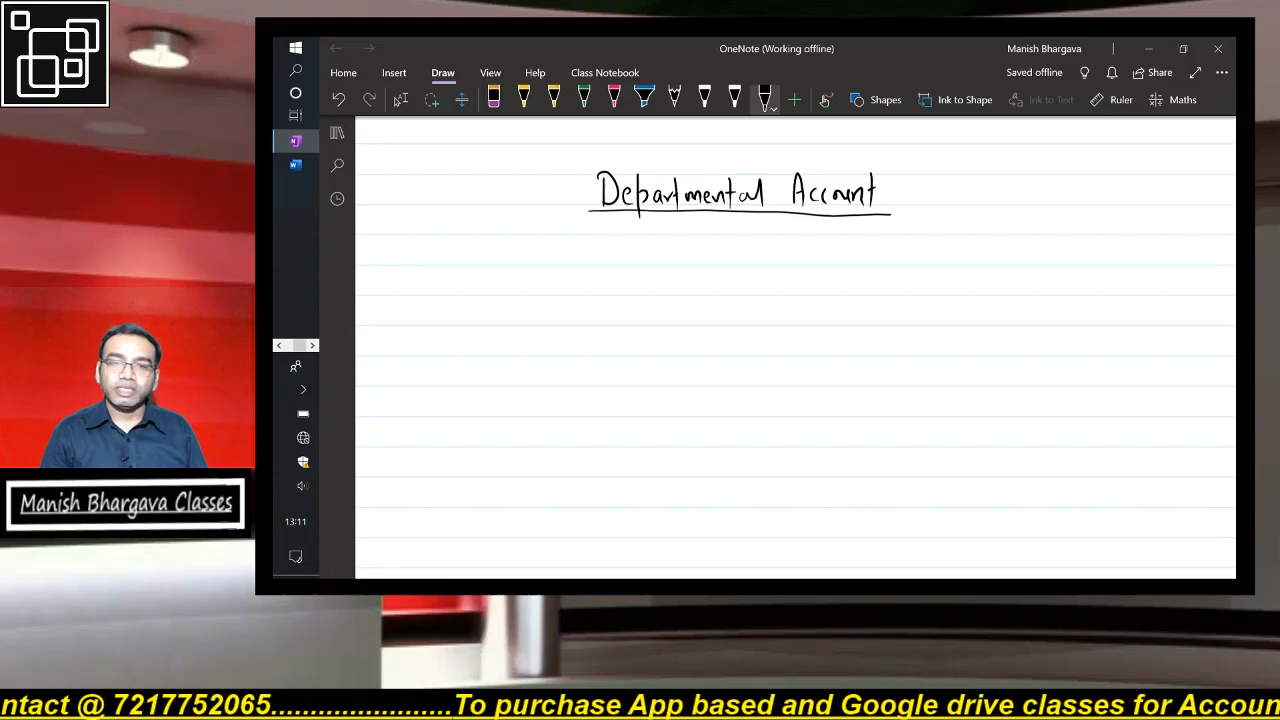 OneNote (Working offline)
Manish Bhargava
Home Insert Draw View Help Class Notebook
Saved offline
Share
Shapes
Ink to Shape
Ink to Text
Ruler
Maths
Departmental Account
Manish Bhargava Classes
13:11
ntact @ 7217752065.......................To purchase App based and Google drive classes for Accoun